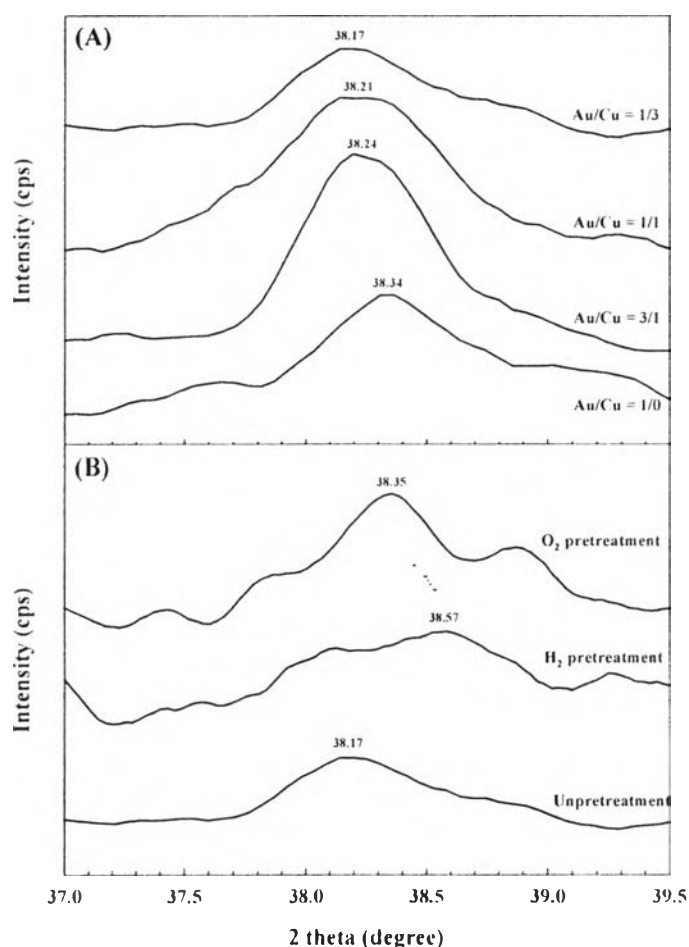 (A)
38.17
Au/Cu = 1/3
38.21
Au/Cu = 1/1
38.24
Au/Cu = 3/1
38.34
Au/Cu = 1/0
Intensity (cps)
(B)
38.35
O₂ pretreatment
38.57
H₂ pretreatment
38.17
Unpretreatment
Intensity (cps)
37.0 37.5 38.0 38.5 39.0 39.5
2 theta (degree)